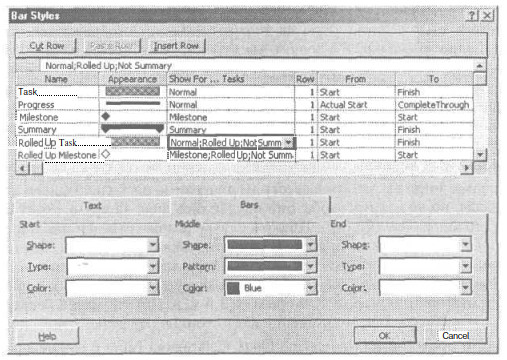 Bar Styles
Cut Row Paste Row Insert Row
Normal;Rolled Up;Not Summary
Name Appearance Show For ... Tasks Row From To
Task Normal 1 Start Finish
Progress Normal 1 Actual Start CompleteThrough
Milestone Milestone 1 Start Start
Summary Summary 1 Start Finish
Rolled Up Task Normal;Rolled Up;Not Summ 1 Start Finish
Rolled Up Milestone Milestone;Rolled Up;Not Summ 1 Start Start
Text Bars
Start Middle End
Shape: Shape: Shape:
Type: Pattern: Type:
Color: Color: Blue Color:
Help OK Cancel